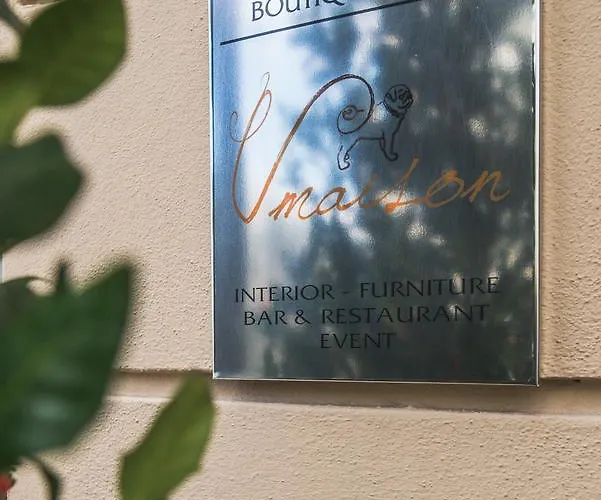 Vmaison
INTERIOR - FURNITURE
BAR & RESTAURANT
EVENT